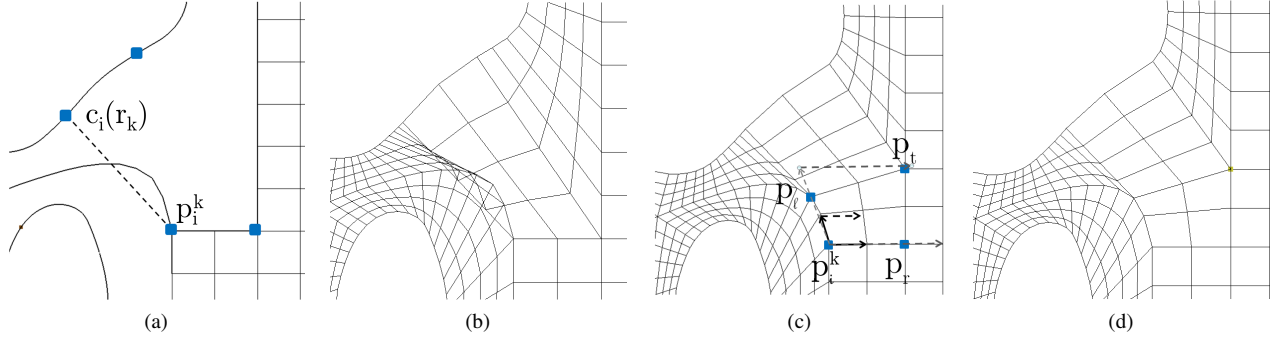 c_i(r_k)
p_i^k
p_t
p_ℓ
p_i^k
p_r
(a)
(b)
(c)
(d)